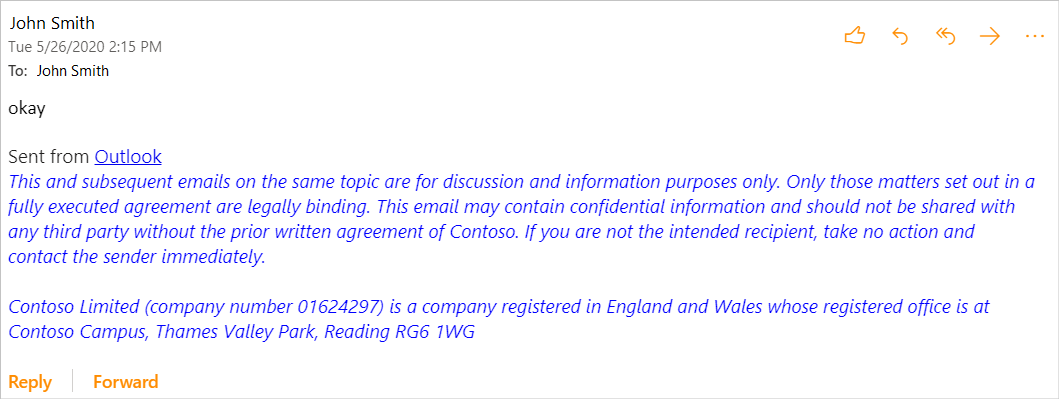 John Smith
Tue 5/26/2020 2:15 PM
To: John Smith
okay
Sent from Outlook
This and subsequent emails on the same topic are for discussion and information purposes only. Only those matters set out in a
fully executed agreement are legally binding. This email may contain confidential information and should not be shared with
any third party without the prior written agreement of Contoso. If you are not the intended recipient, take no action and
contact the sender immediately.
Contoso Limited (company number 01624297) is a company registered in England and Wales whose registered office is at
Contoso Campus, Thames Valley Park, Reading RG6 1WG
Reply Forward